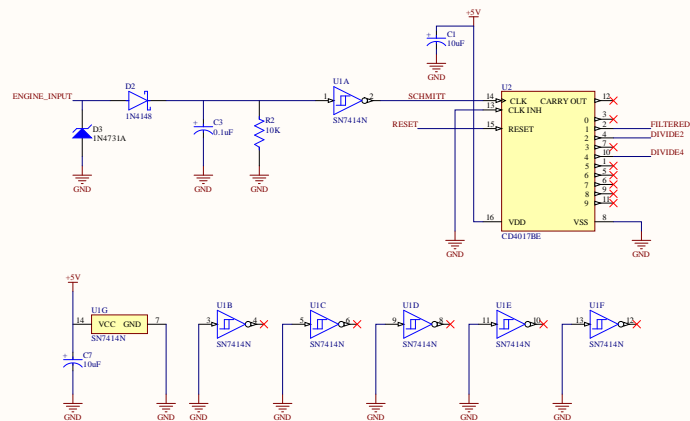 +5V
C1
10uF
GND
ENGINE_INPUT
D2
1N4148
D3
1N4731A
GND
C3
0.1uF
GND
R2
10K
GND
U1A
1
2
SN7414N
SCHMITT
RESET
U2
14
CLK
CARRY OUT
12
13
CLK INH
0
3
15
RESET
1
2
FILTERED
2
4
DIVIDE2
3
7
4
10
DIVIDE4
5
1
6
5
7
6
8
9
9
11
16
VDD
VSS
8
CD4017BE
GND
GND
+5V
U1G
14
VCC GND
7
SN7414N
C7
10uF
GND
GND
U1B
3
4
SN7414N
GND
U1C
5
6
SN7414N
GND
U1D
9
8
SN7414N
GND
U1E
11
10
SN7414N
GND
U1F
13
12
SN7414N
GND